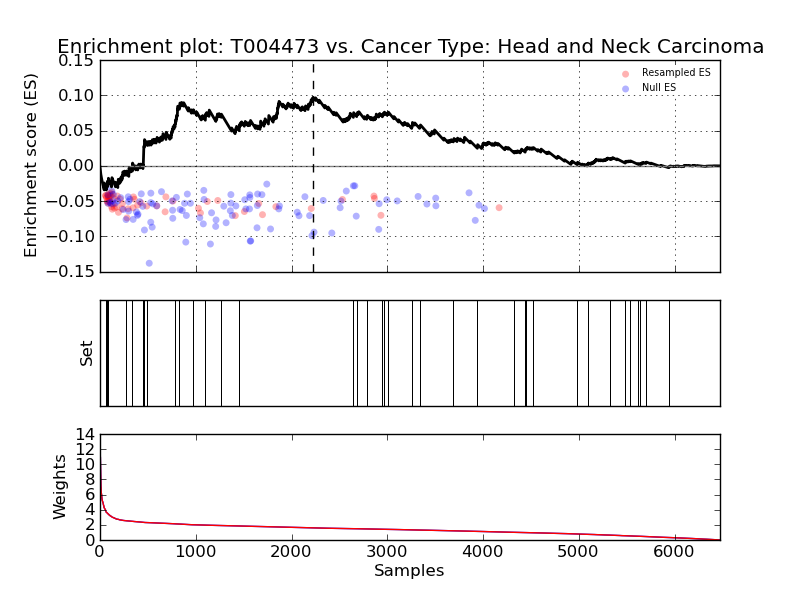 Enrichment plot: T004473 vs. Cancer Type: Head and Neck Carcinoma
Enrichment score (ES)
0.15
0.10
0.05
0.00
−0.05
−0.10
−0.15
Resampled ES
Null ES
Set
Weights
14
12
10
8
6
4
2
0
0 1000 2000 3000 4000 5000 6000
Samples